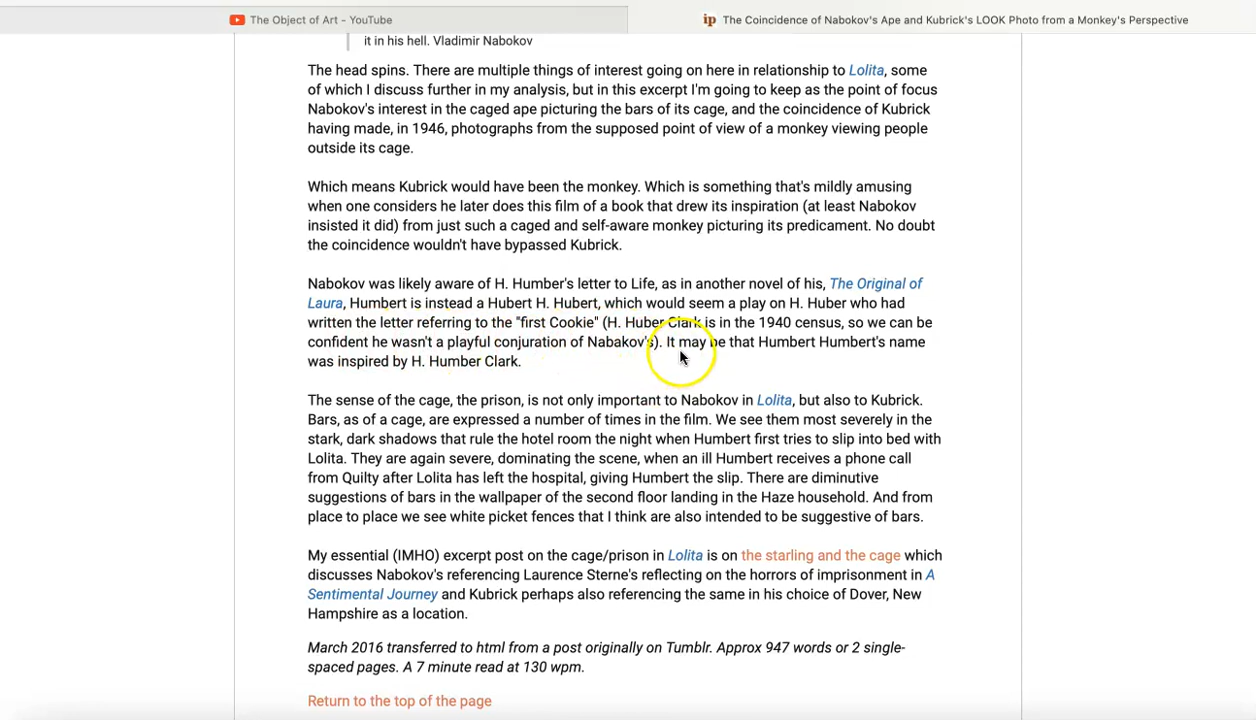 The Object of Art - YouTube
ip The Coincidence of Nabokov's Ape and Kubrick's LOOK Photo from a Monkey's Perspective
it in his hell. Vladimir Nabokov
The head spins. There are multiple things of interest going on here in relationship to Lolita, some
of which I discuss further in my analysis, but in this excerpt I'm going to keep as the point of focus
Nabokov's interest in the caged ape picturing the bars of its cage, and the coincidence of Kubrick
having made, in 1946, photographs from the supposed point of view of a monkey viewing people
outside its cage.
Which means Kubrick would have been the monkey. Which is something that's mildly amusing
when one considers he later does this film of a book that drew its inspiration (at least Nabokov
insisted it did) from just such a caged and self-aware monkey picturing its predicament. No doubt
the coincidence wouldn't have bypassed Kubrick.
Nabokov was likely aware of H. Humber's letter to Life, as in another novel of his, The Original of
Laura, Humbert is instead a Hubert H. Hubert, which would seem a play on H. Huber who had
written the letter referring to the "first Cookie" (H. Huber Clark is in the 1940 census, so we can be
confident he wasn't a playful conjuration of Nabakov's). It may be that Humbert Humbert's name
was inspired by H. Humber Clark.
The sense of the cage, the prison, is not only important to Nabokov in Lolita, but also to Kubrick.
Bars, as of a cage, are expressed a number of times in the film. We see them most severely in the
stark, dark shadows that rule the hotel room the night when Humbert first tries to slip into bed with
Lolita. They are again severe, dominating the scene, when an ill Humbert receives a phone call
from Quilty after Lolita has left the hospital, giving Humbert the slip. There are diminutive
suggestions of bars in the wallpaper of the second floor landing in the Haze household. And from
place to place we see white picket fences that I think are also intended to be suggestive of bars.
My essential (IMHO) excerpt post on the cage/prison in Lolita is on the starling and the cage which
discusses Nabokov's referencing Laurence Sterne's reflecting on the horrors of imprisonment in A
Sentimental Journey and Kubrick perhaps also referencing the same in his choice of Dover, New
Hampshire as a location.
March 2016 transferred to html from a post originally on Tumblr. Approx 947 words or 2 single-
spaced pages. A 7 minute read at 130 wpm.
Return to the top of the page